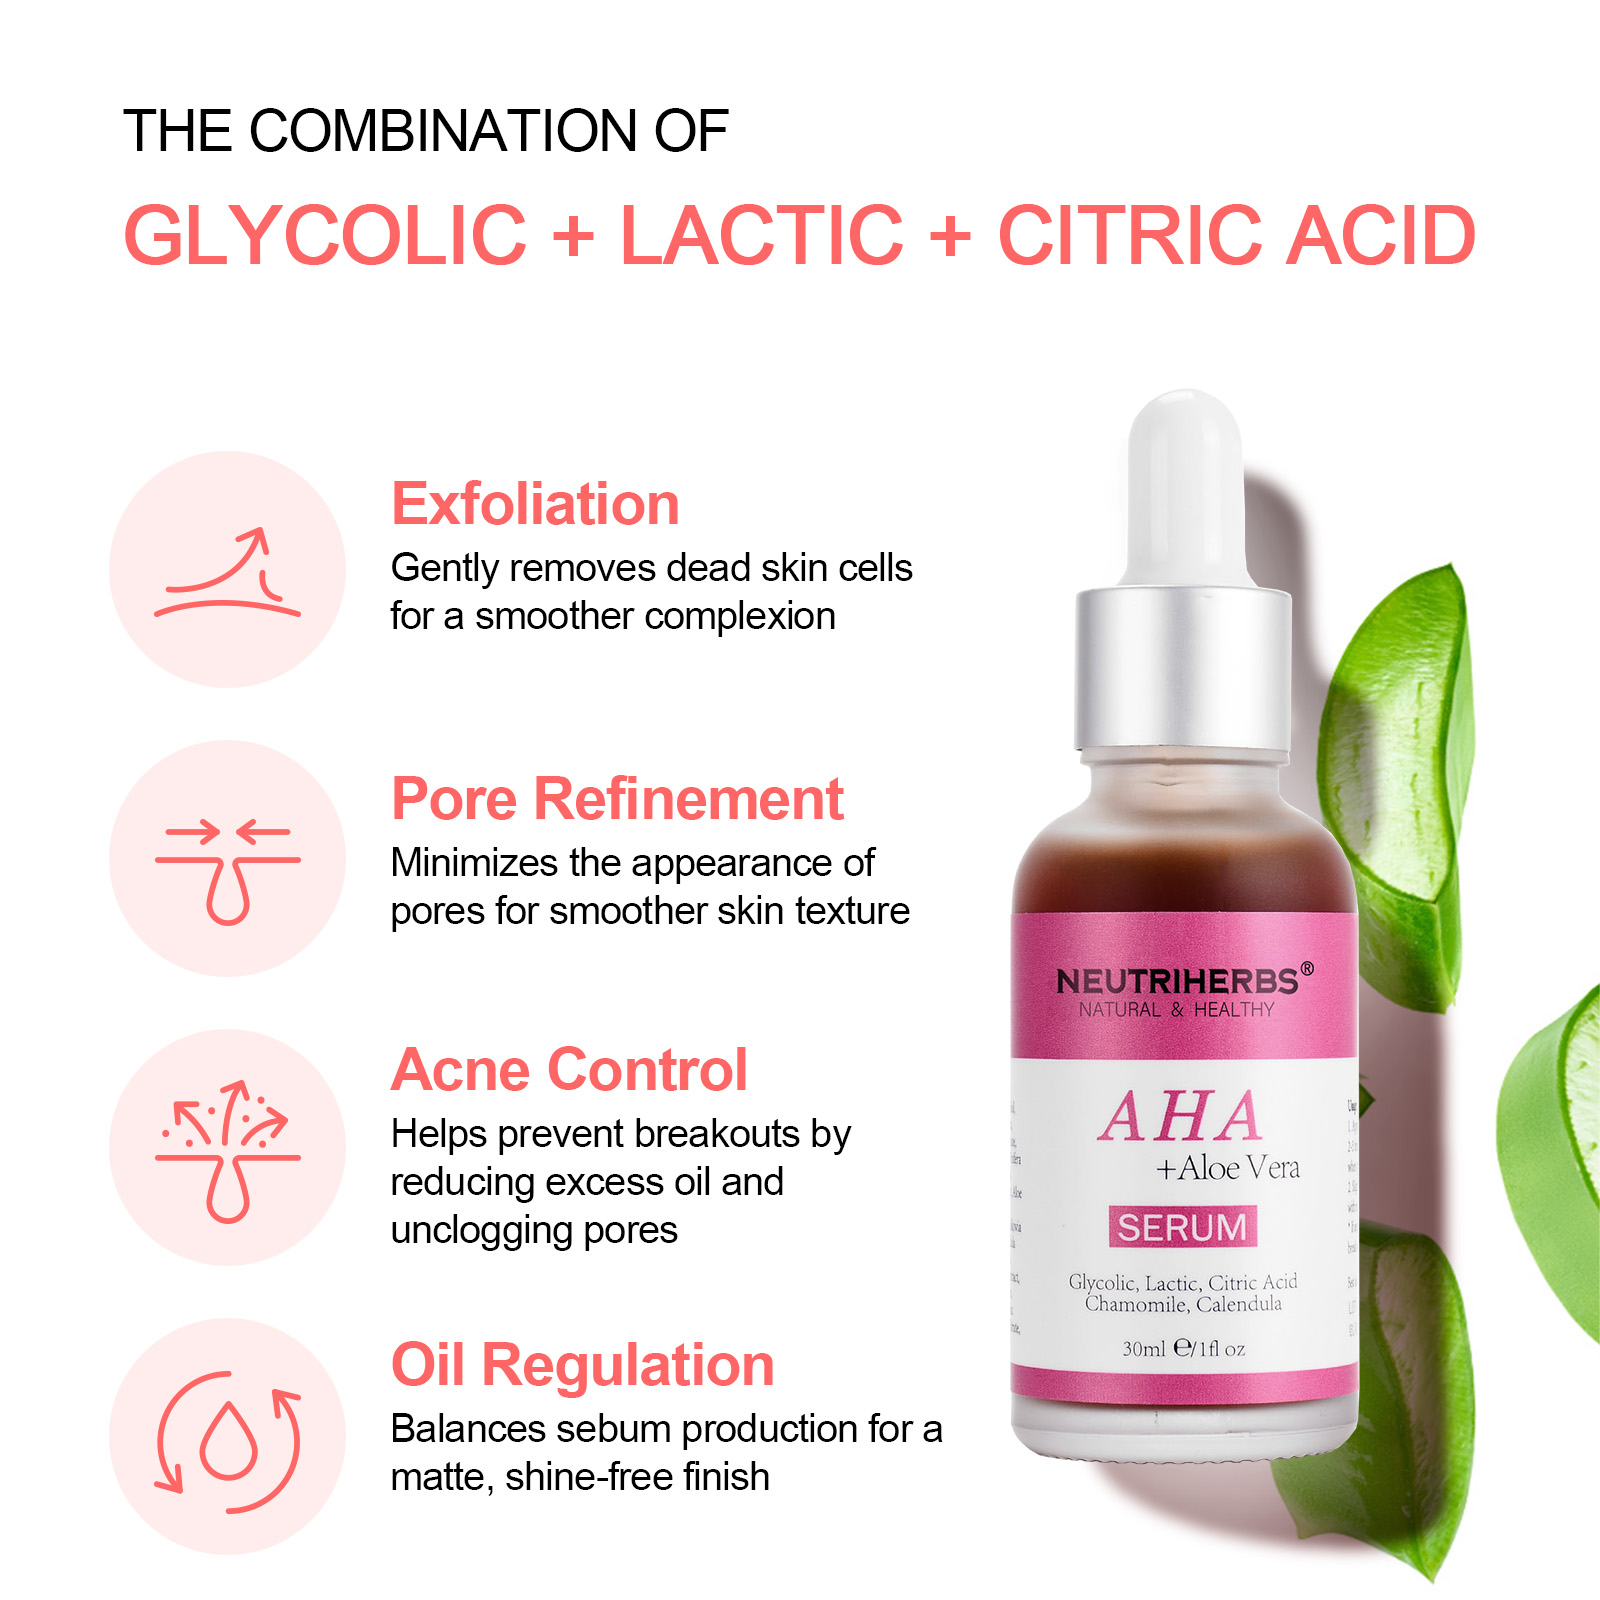 THE COMBINATION OF
GLYCOLIC + LACTIC + CITRIC ACID
Exfoliation
Gently removes dead skin cells
for a smoother complexion
Pore Refinement
Minimizes the appearance of
pores for smoother skin texture
Acne Control
Helps prevent breakouts by
reducing excess oil and
unclogging pores
Oil Regulation
Balances sebum production for a
matte, shine-free finish
NEUTRIHERBS®
NATURAL & HEALTHY
AHA
+Aloe Vera
SERUM
Glycolic, Lactic, Citric Acid
Chamomile, Calendula
30ml ℮/1fl oz